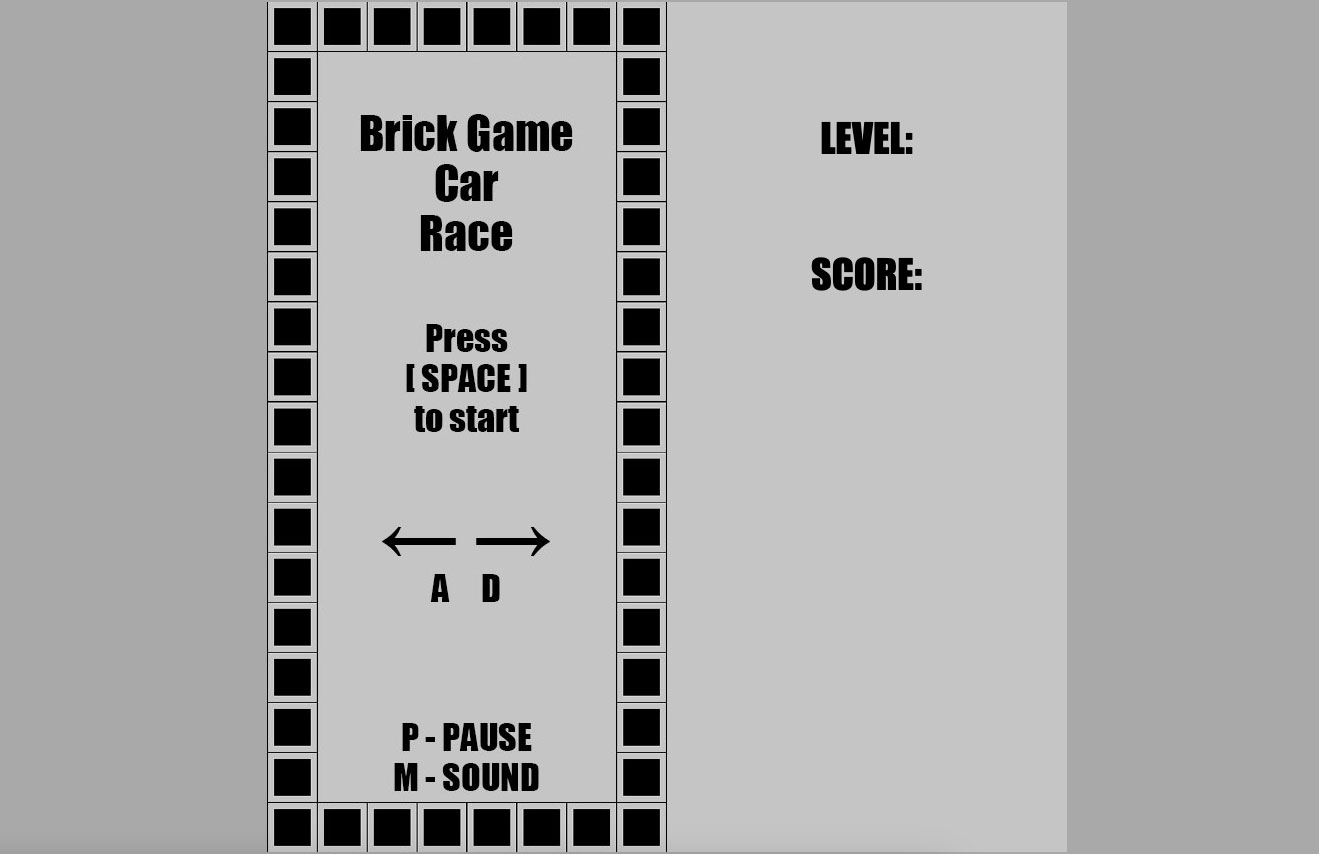 Brick Game
Car
Race
Press
[ SPACE ]
to start
← →
A D
P - PAUSE
M - SOUND
LEVEL:
SCORE: